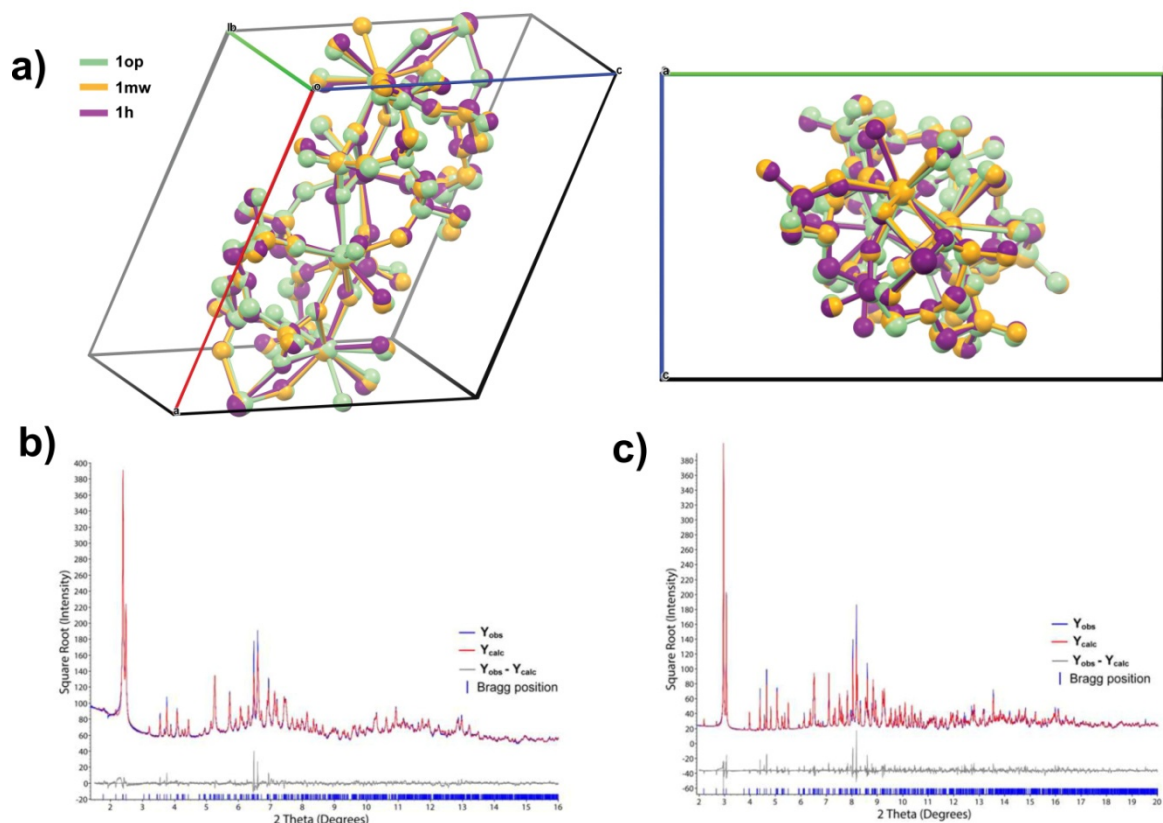 a)
1op
1mw
1h
b
o
c
a
a
c
b)
400
380
360
340
320
300
280
260
240
220
200
180
160
140
120
100
80
60
40
20
0
-20
Square Root (Intensity)
Yobs
Ycalc
Yobs - Ycalc
Bragg position
2 3 4 5 6 7 8 9 10 11 12 13 14 15 16
2 Theta (Degrees)
c)
380
360
340
320
300
280
260
240
220
200
180
160
140
120
100
80
60
40
20
0
-20
-40
-60
Square Root (Intensity)
Yobs
Ycalc
Yobs - Ycalc
Bragg position
2 3 4 5 6 7 8 9 10 11 12 13 14 15 16 17 18 19 20
2 Theta (Degrees)